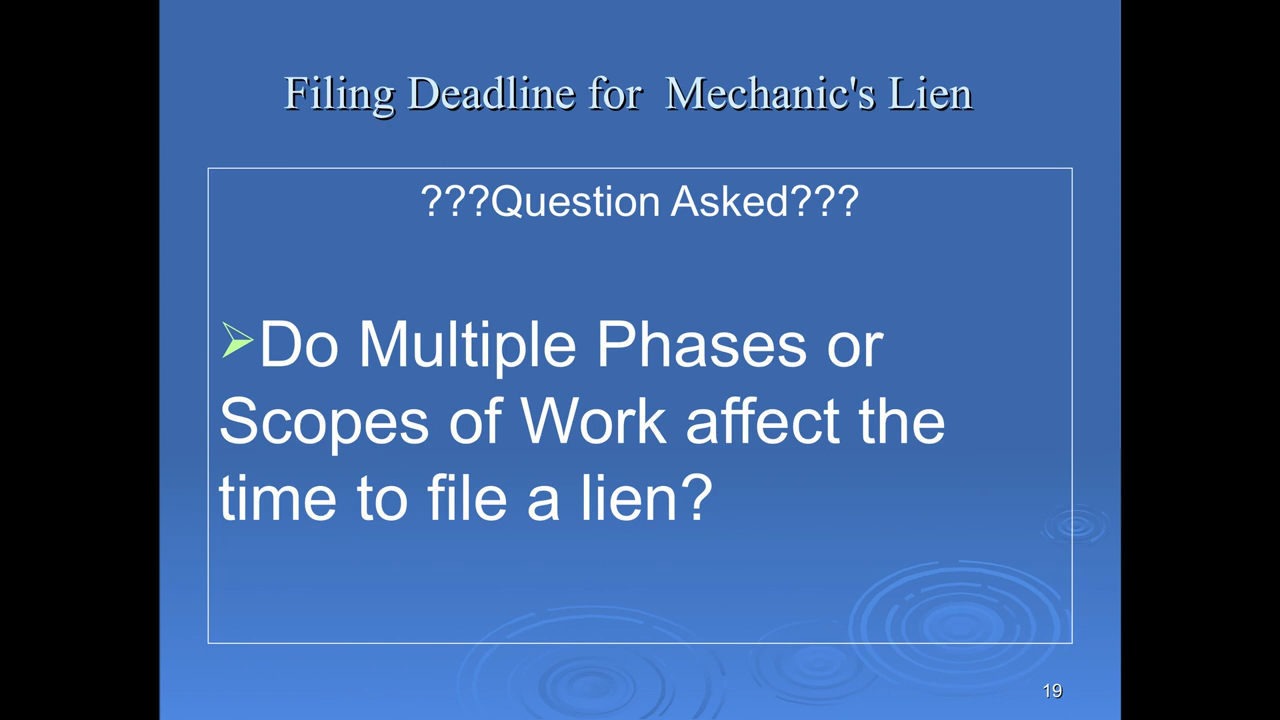 Filing Deadline for  Mechanic's Lien
???Question Asked???
Do Multiple Phases or
Scopes of Work affect the
time to file a lien?
19